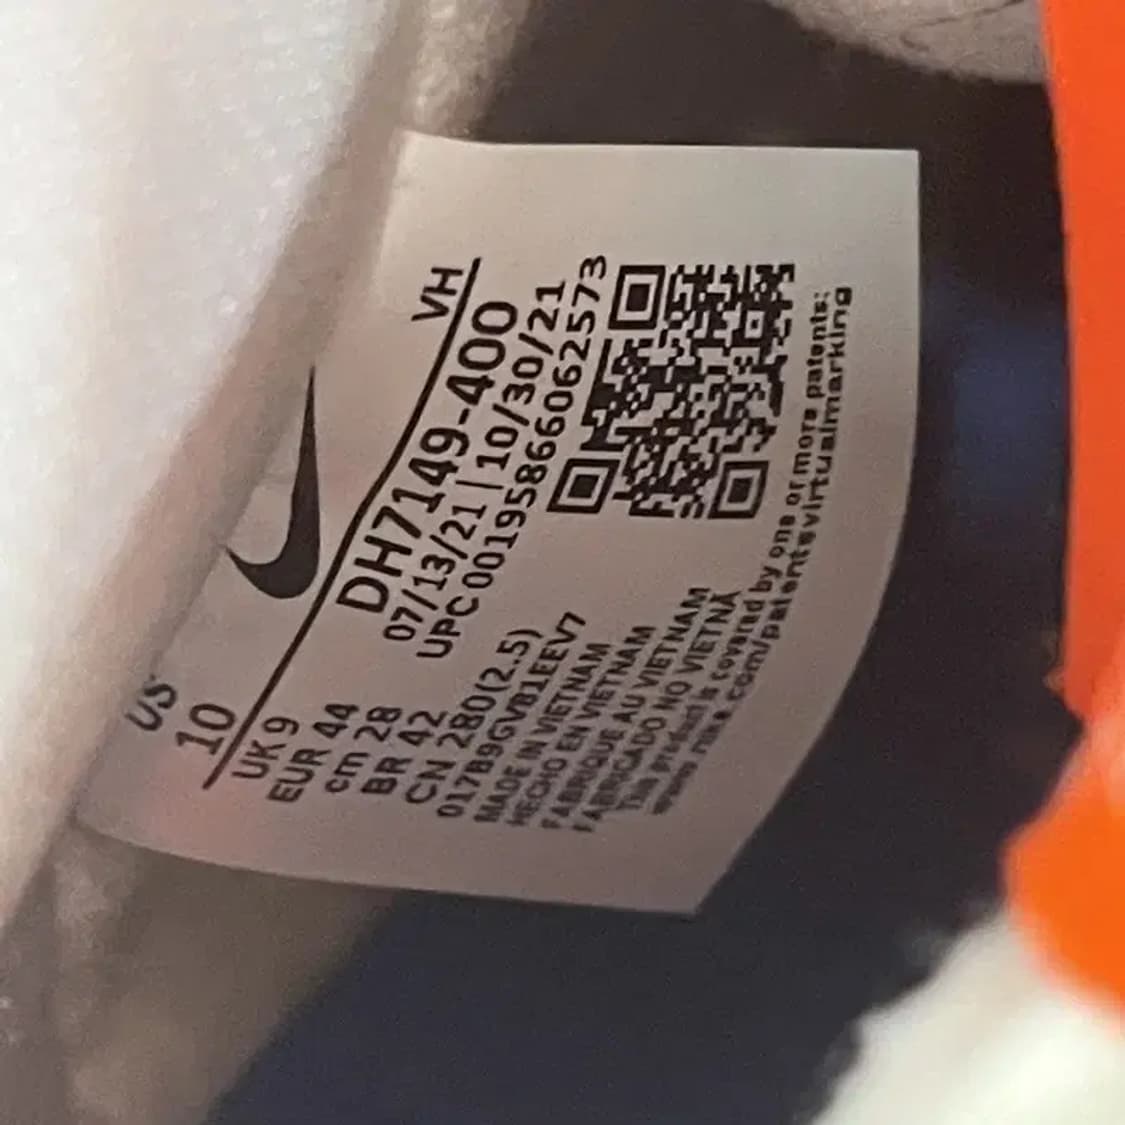 US
10
VH
UK 9
EUR 44
cm 28
BR 42
CN 280(2.5)
DH7149-400
07/13/21 | 10/30/21
UPC 00195866062573
017B9GVB1EEV7
MADE IN VIETNAM
HECHO EN VIETNAM
FABRIQUE AU VIETNAM
FABRICADO NO VIETNÃ
This product is covered by one or more patents:
www.nike.com/patentsvirtualmarking